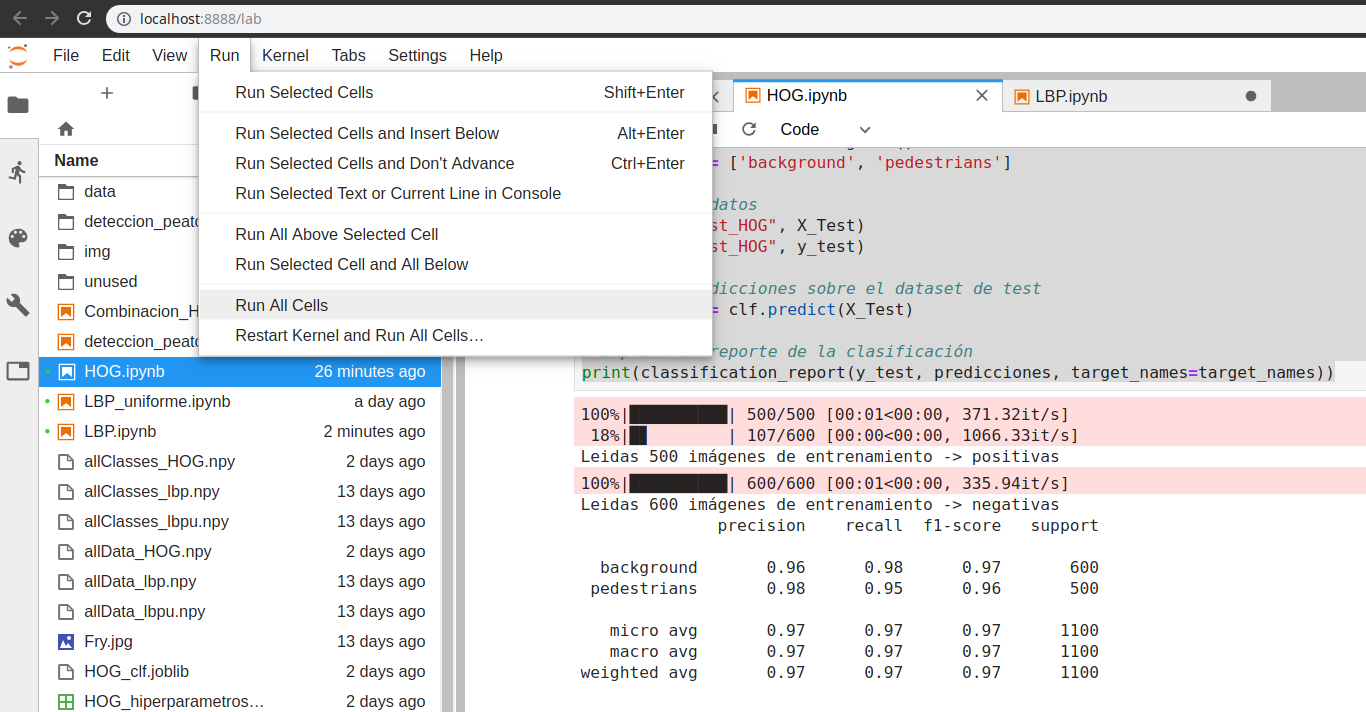 localhost:8888/lab
File Edit View Run Kernel Tabs Settings Help
Run Selected Cells Shift+Enter
Run Selected Cells and Insert Below Alt+Enter
Run Selected Cells and Don't Advance Ctrl+Enter
Run Selected Text or Current Line in Console
Run All Above Selected Cell
Run Selected Cell and All Below
Run All Cells
Restart Kernel and Run All Cells…
Name
data
deteccion_peato
img
unused
Combinacion_H
deteccion_peato
HOG.ipynb 26 minutes ago
LBP_uniforme.ipynb a day ago
LBP.ipynb 2 minutes ago
allClasses_HOG.npy 2 days ago
allClasses_lbp.npy 13 days ago
allClasses_lbpu.npy 13 days ago
allData_HOG.npy 2 days ago
allData_lbp.npy 13 days ago
allData_lbpu.npy 13 days ago
Fry.jpg 13 days ago
HOG_clf.joblib 2 days ago
HOG_hiperparametros… 2 days ago
HOG.ipynb LBP.ipynb
Code
= ['background', 'pedestrians']
datos
st_HOG", X_Test)
st_HOG", y_test)
dicciones sobre el dataset de test
= clf.predict(X_Test)
reporte de la clasificación
print(classification_report(y_test, predicciones, target_names=target_names))
100%|██████████| 500/500 [00:01<00:00, 371.32it/s]
18%|█▊ | 107/600 [00:00<00:00, 1066.33it/s]
Leidas 500 imágenes de entrenamiento -> positivas
100%|██████████| 600/600 [00:01<00:00, 335.94it/s]
Leidas 600 imágenes de entrenamiento -> negativas
precision recall f1-score support
background 0.96 0.98 0.97 600
pedestrians 0.98 0.95 0.96 500
micro avg 0.97 0.97 0.97 1100
macro avg 0.97 0.97 0.97 1100
weighted avg 0.97 0.97 0.97 1100